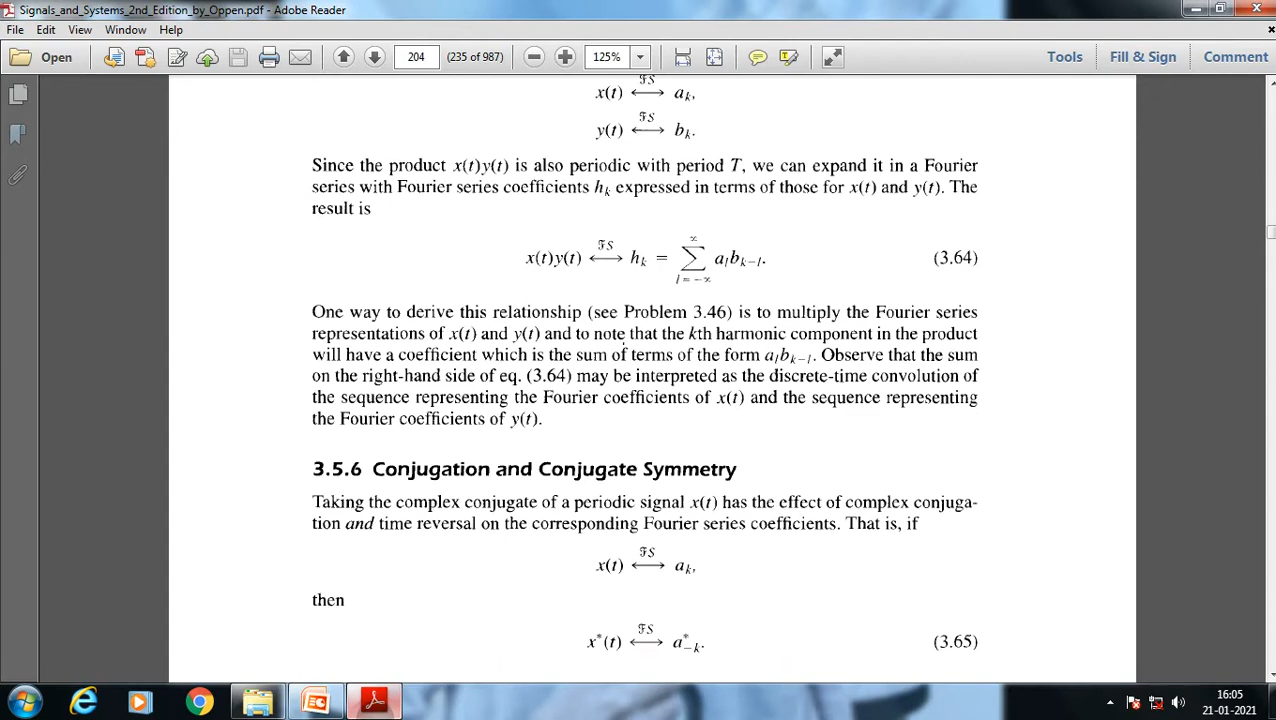 Signals_and_Systems_2nd_Edition_by_Oppen.pdf - Adobe Reader
File Edit View Window Help
Open 204 (235 of 987) 125% Tools Fill & Sign Comment
x(t) ⟷ aₖ, ℱS
y(t) ⟷ bₖ. ℱS
Since the product x(t)y(t) is also periodic with period T, we can expand it in a Fourier
series with Fourier series coefficients hₖ expressed in terms of those for x(t) and y(t). The
result is
x(t)y(t) ⟷ℱS hₖ = ∑_{l=-∞}^{∞} a_l b_{k-l}. (3.64)
One way to derive this relationship (see Problem 3.46) is to multiply the Fourier series
representations of x(t) and y(t) and to note that the kth harmonic component in the product
will have a coefficient which is the sum of terms of the form a_l b_{k-l}. Observe that the sum
on the right-hand side of eq. (3.64) may be interpreted as the discrete-time convolution of
the sequence representing the Fourier coefficients of x(t) and the sequence representing
the Fourier coefficients of y(t).
3.5.6 Conjugation and Conjugate Symmetry
Taking the complex conjugate of a periodic signal x(t) has the effect of complex conjuga-
tion and time reversal on the corresponding Fourier series coefficients. That is, if
x(t) ⟷ℱS aₖ,
then
x*(t) ⟷ℱS a*_{-k}. (3.65)
16:05
21-01-2021